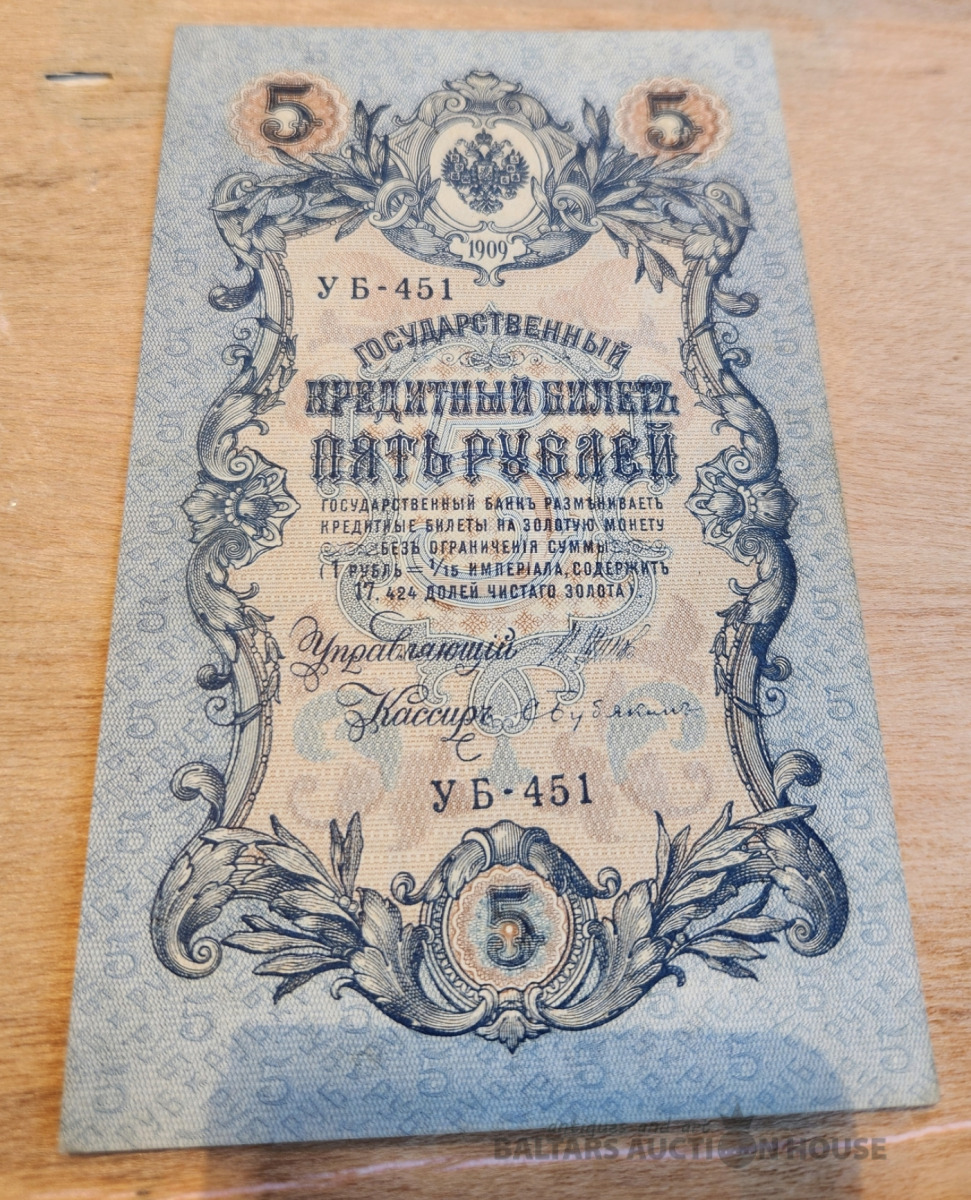 5 5
1909
УБ-451
ГОСУДАРСТВЕННЫЙ
КРЕДИТНЫЙ БИЛЕТЪ
ПЯТЬ РУБЛЕЙ
ГОСУДАРСТВЕННЫЙ БАНКЪ РАЗМѢНИВАЕТЪ
КРЕДИТНЫЕ БИЛЕТЫ НА ЗОЛОТУЮ МОНЕТУ
БЕЗЪ ОГРАНИЧЕНІЯ СУММЫ
(1 РУБЛЬ = 1/15 ИМПЕРІАЛА, СОДЕРЖИТЪ
17, 424 ДОЛЕЙ ЧИСТАГО ЗОЛОТА).
Управляющій
Кассиръ
УБ-451
5
BALTARS AUCTION HOUSE